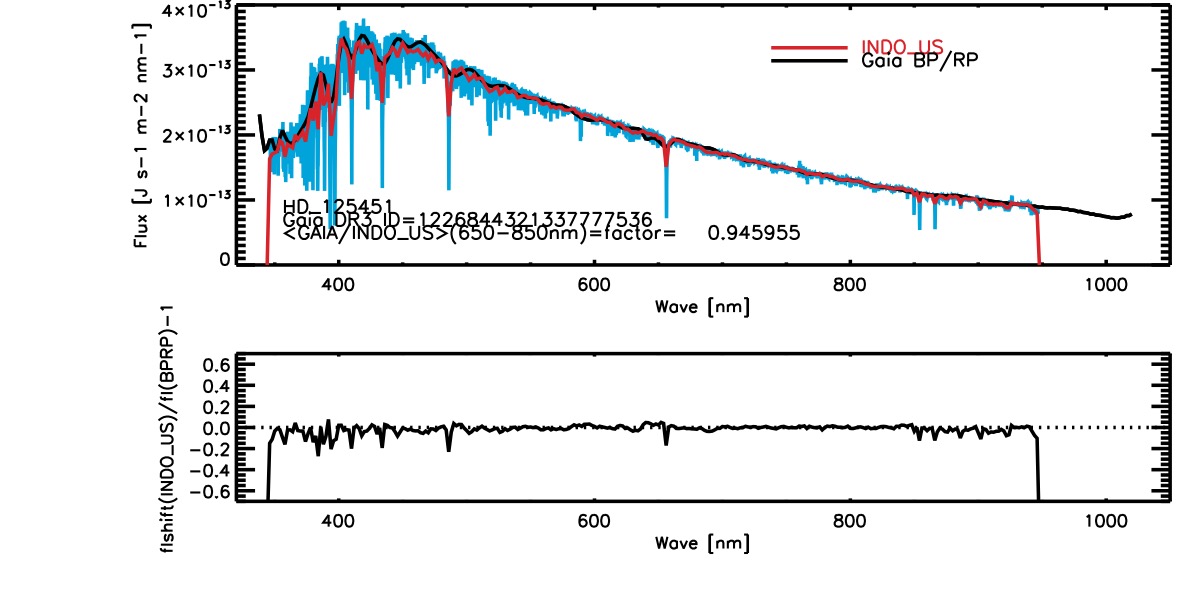 4×10−13
3×10−13
2×10−13
1×10−13
0
Flux [J s−1 m−2 nm−1]
INDO_US
Gaia BP/RP
HD_125451
Gaia DR3 ID=1226844321337777536
<GAIA/INDO_US>(650−850nm)=factor= 0.945955
400 600 800 1000
Wave [nm]
flshift(INDO_US)/fl(BPRP)−1
0.6
0.4
0.2
0.0
−0.2
−0.4
−0.6
400 600 800 1000
Wave [nm]